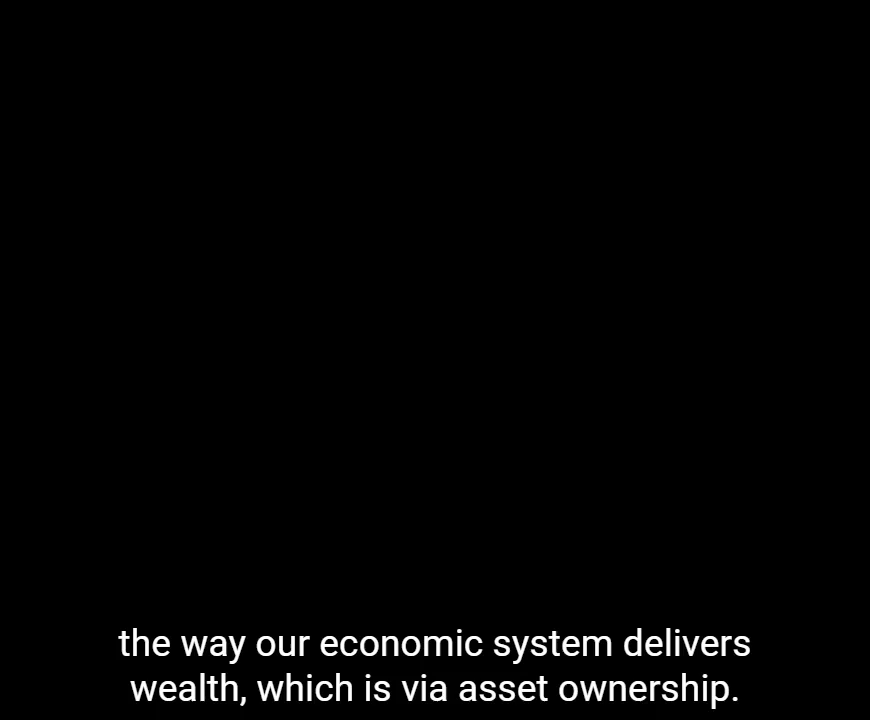 the way our economic system delivers
wealth, which is via asset ownership.